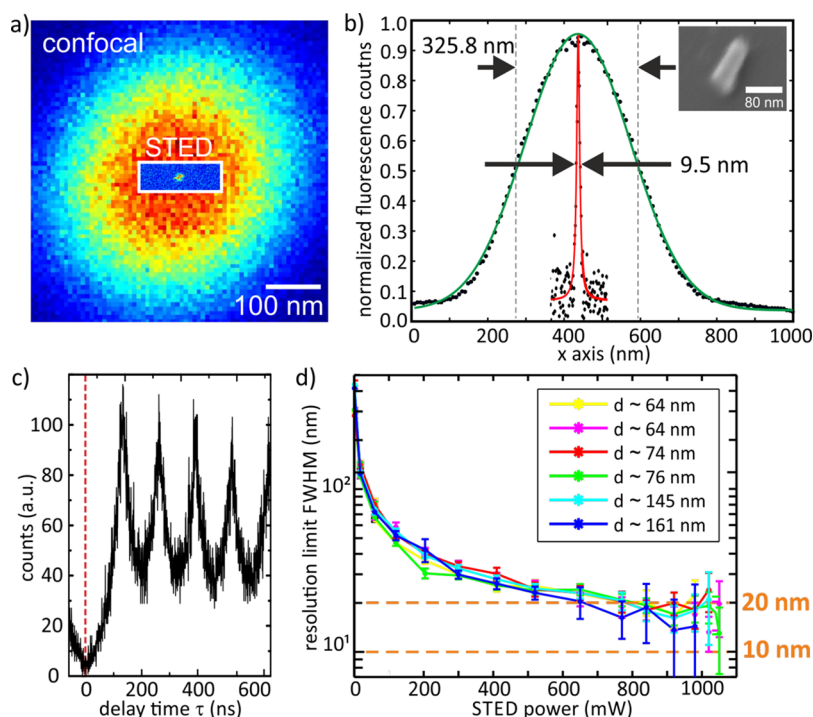 a)
confocal
STED
100 nm
b)
normalized fluorescence coutns
1.0
0.9
0.8
0.7
0.6
0.5
0.4
0.3
0.2
0.1
0.0
325.8 nm
9.5 nm
80 nm
0 200 400 600 800 1000
x axis (nm)
c)
counts (a.u.)
100
80
60
40
20
0
0 200 400 600
delay time τ (ns)
d)
resolution limit FWHM (nm)
10²
10¹
d ~ 64 nm
d ~ 64 nm
d ~ 74 nm
d ~ 76 nm
d ~ 145 nm
d ~ 161 nm
20 nm
10 nm
0 200 400 600 800 1000
STED power (mW)